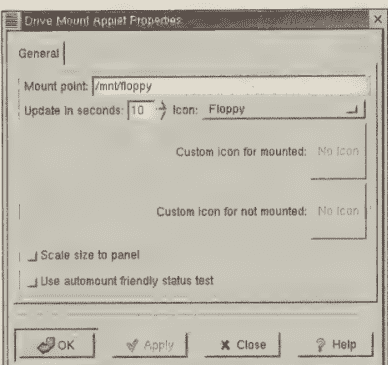 Drive Mount Applet Properties
General
Mount point: /mnt/floppy
Update in seconds: 10 Icon: Floppy
Custom icon for mounted: No Icon
Custom icon for not mounted: No Icon
Scale size to panel
Use automount friendly status test
OK Apply Close Help